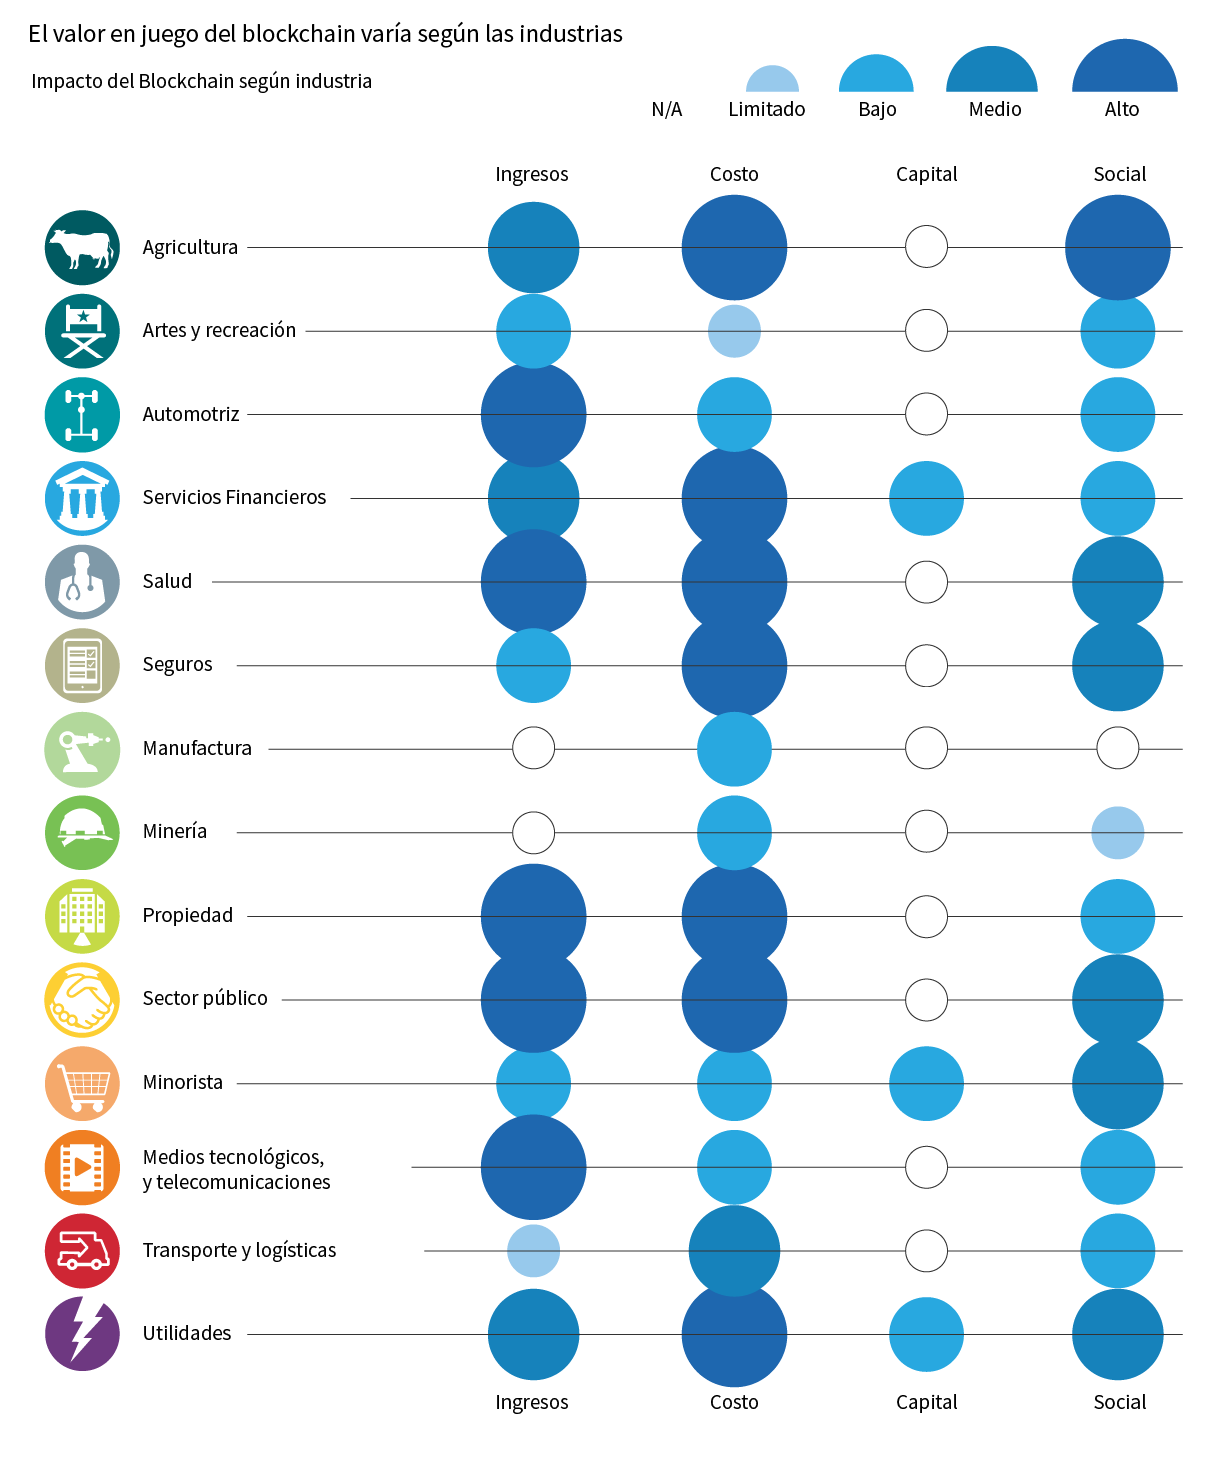 El valor en juego del blockchain varía según las industrias
Impacto del Blockchain según industria
N/A Limitado Bajo Medio Alto
Ingresos Costo Capital Social
Agricultura
Artes y recreación
Automotriz
Servicios Financieros
Salud
Seguros
Manufactura
Minería
Propiedad
Sector público
Minorista
Medios tecnológicos,
y telecomunicaciones
Transporte y logísticas
Utilidades
Ingresos Costo Capital Social